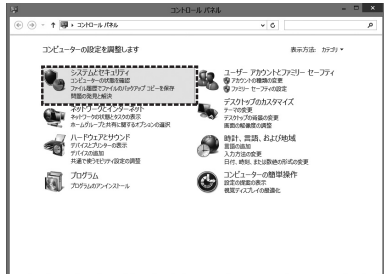 コントロール パネル
コントロール パネル
コンピューターの設定を調整します
表示方法: カテゴリ
システムとセキュリティ
コンピューターの状態を確認
ファイル履歴でファイルのバックアップ コピーを保存
問題の発見と解決
ネットワークとインターネット
ネットワークの状態とタスクの表示
ホームグループと共有に関するオプションの選択
ハードウェアとサウンド
デバイスとプリンターの表示
デバイスの追加
共通で使うモビリティ設定の調整
プログラム
プログラムのアンインストール
ユーザー アカウントとファミリー セーフティ
アカウントの種類の変更
ファミリー セーフティの設定
デスクトップのカスタマイズ
テーマの変更
デスクトップの背景の変更
画面の解像度の調整
時計、言語、および地域
言語の追加
入力方法の変更
日付、時刻、または数値の形式の変更
コンピューターの簡単操作
設定の提案の表示
視覚ディスプレイの最適化